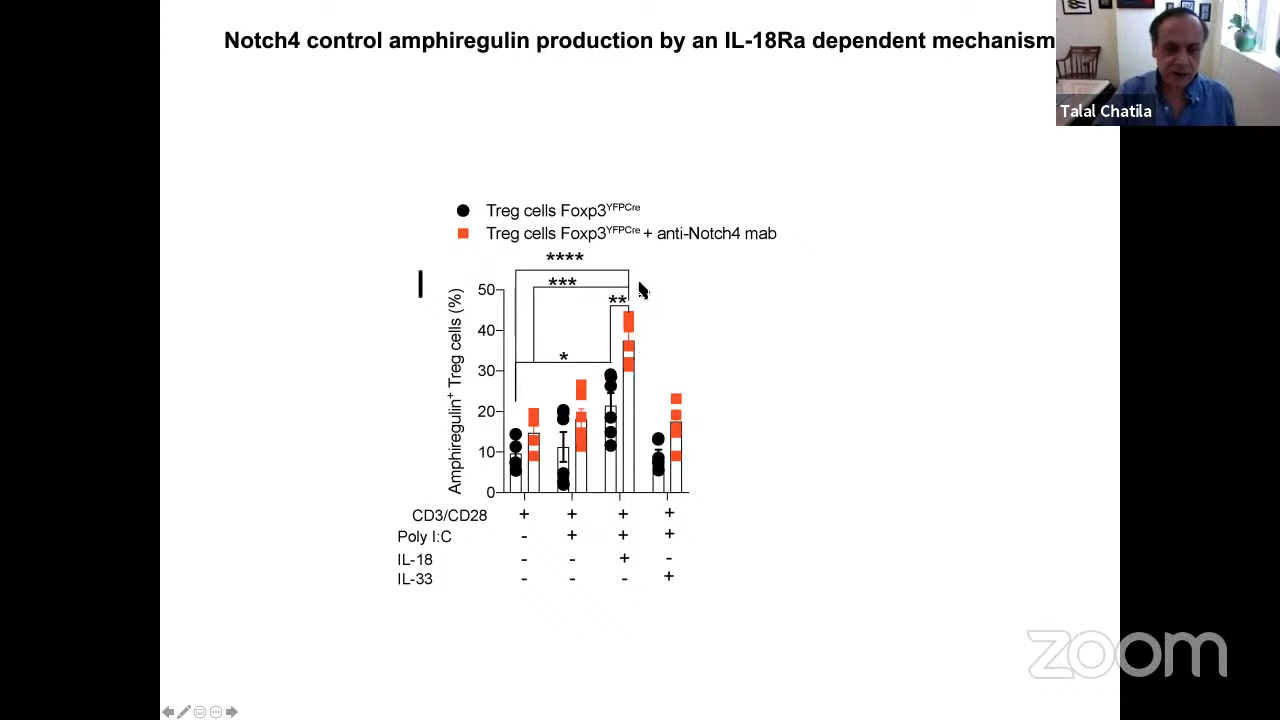 Notch4 control amphiregulin production by an IL-18Ra dependent mechanism
Talal Chatila
Treg cells Foxp3YFPCre
Treg cells Foxp3YFPCre + anti-Notch4 mab
I
****
***
**
*
Amphiregulin+ Treg cells (%)
50
40
30
20
10
0
CD3/CD28 + + + +
Poly I:C - + + +
IL-18 - - + -
IL-33 - - - +
zoom